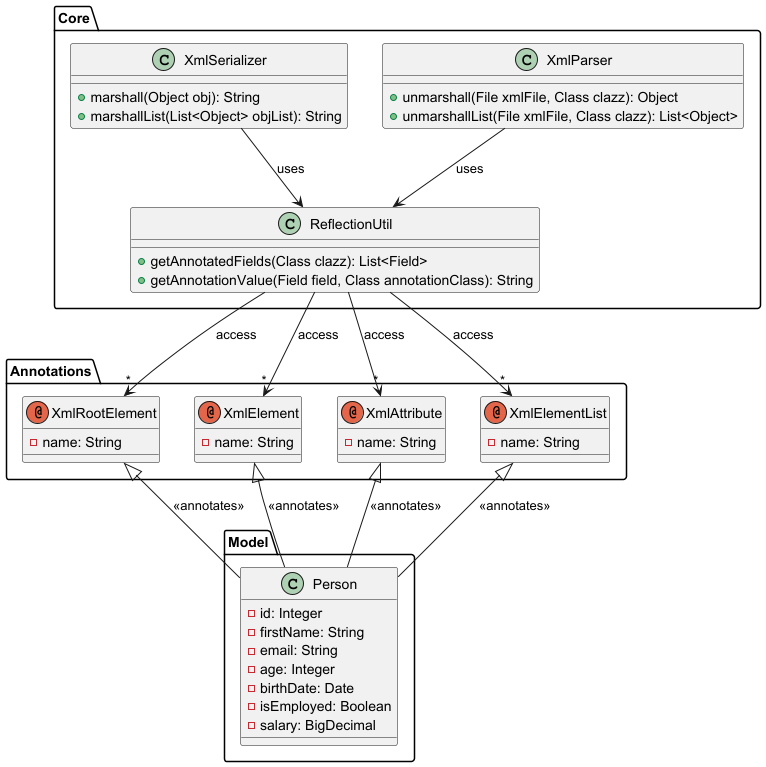 Core
C XmlSerializer
marshall(Object obj): String
marshallList(List<Object> objList): String
C XmlParser
unmarshall(File xmlFile, Class clazz): Object
unmarshallList(File xmlFile, Class clazz): List<Object>
uses
uses
C ReflectionUtil
getAnnotatedFields(Class clazz): List<Field>
getAnnotationValue(Field field, Class annotationClass): String
access
access
access
access
*
*
*
*
Annotations
@ XmlRootElement
name: String
@ XmlElement
name: String
@ XmlAttribute
name: String
@ XmlElementList
name: String
«annotates»
«annotates»
«annotates»
«annotates»
Model
C Person
id: Integer
firstName: String
email: String
age: Integer
birthDate: Date
isEmployed: Boolean
salary: BigDecimal